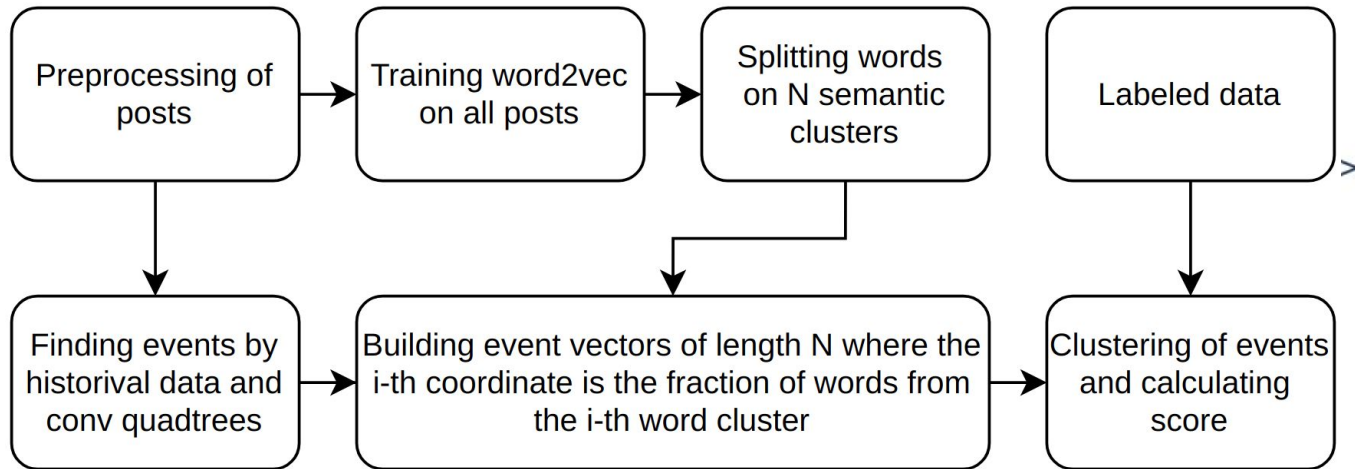 Preprocessing of
posts
Training word2vec
on all posts
Splitting words
on N semantic
clusters
Labeled data
>
Finding events by
historival data and
conv quadtrees
Building event vectors of length N where the
i-th coordinate is the fraction of words from
the i-th word cluster
Clustering of events
and calculating
score